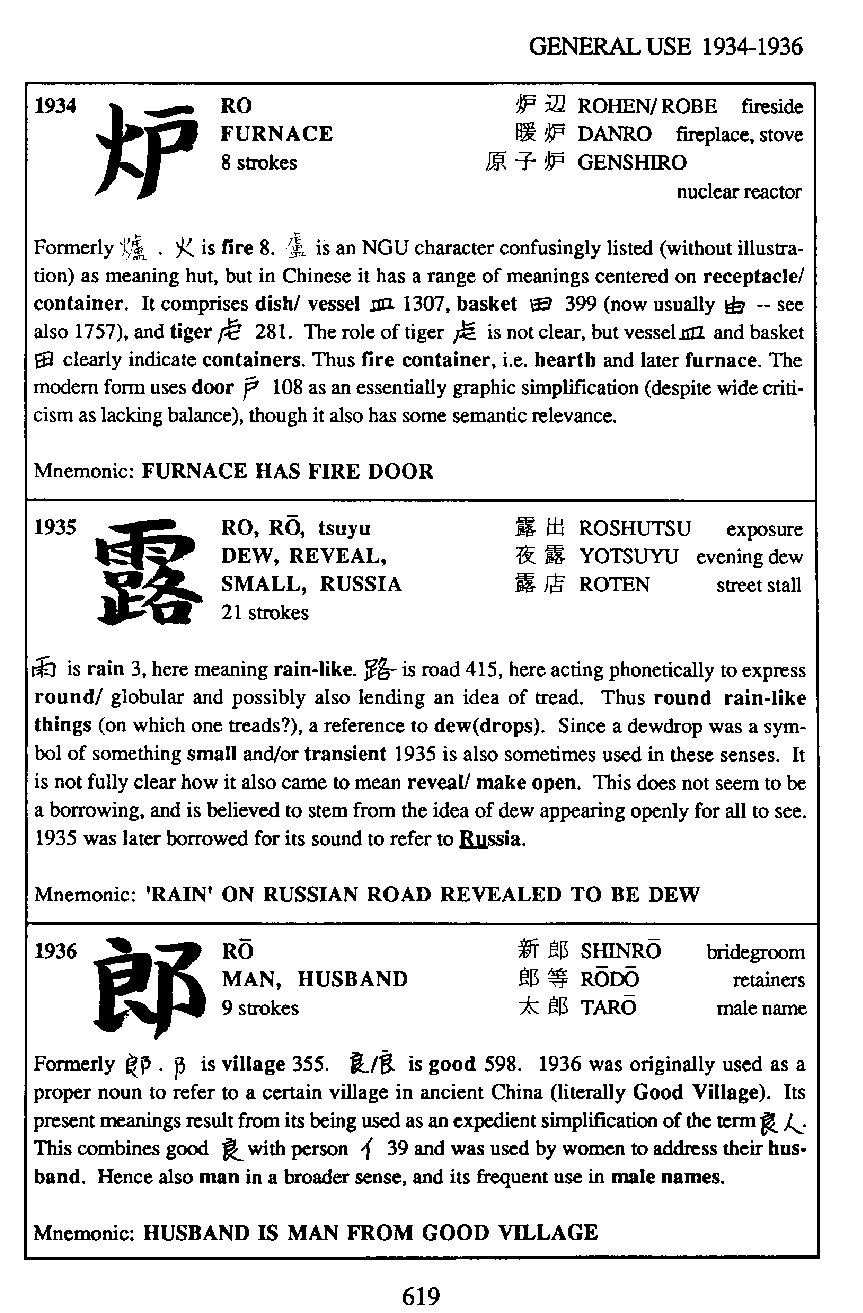 GENERAL USE 1934-1936
1934 炉 RO 炉辺 ROHEN/ROBE fireside
FURNACE 暖炉 DANRO fireplace, stove
8 strokes 原子炉 GENSHIRO
nuclear reactor
Formerly 爐. 火 is fire 8. 盧 is an NGU character confusingly listed (without illustra-
tion) as meaning hut, but in Chinese it has a range of meanings centered on receptacle/
container. It comprises dish/ vessel 皿 1307, basket 399 (now usually 由 -- see
also 1757), and tiger 虍 281. The role of tiger 虍 is not clear, but vessel 皿 and basket
clearly indicate containers. Thus fire container, i.e. hearth and later furnace. The
modern form uses door 戸 108 as an essentially graphic simplification (despite wide criti-
cism as lacking balance), though it also has some semantic relevance.
Mnemonic: FURNACE HAS FIRE DOOR
1935 露 RO, RŌ, tsuyu 露出 ROSHUTSU exposure
DEW, REVEAL, 夜露 YOTSUYU evening dew
SMALL, RUSSIA 露店 ROTEN street stall
21 strokes
雨 is rain 3, here meaning rain-like. 路 is road 415, here acting phonetically to express
round/ globular and possibly also lending an idea of tread. Thus round rain-like
things (on which one treads?), a reference to dew(drops). Since a dewdrop was a sym-
bol of something small and/or transient 1935 is also sometimes used in these senses. It
is not fully clear how it also came to mean reveal/ make open. This does not seem to be
a borrowing, and is believed to stem from the idea of dew appearing openly for all to see.
1935 was later borrowed for its sound to refer to Russia.
Mnemonic: 'RAIN' ON RUSSIAN ROAD REVEALED TO BE DEW
1936 郎 RŌ 新郎 SHINRŌ bridegroom
MAN, HUSBAND 郎等 RŌDŌ retainers
9 strokes 太郎 TARŌ male name
Formerly 郞. 阝 is village 355. 良/ is good 598. 1936 was originally used as a
proper noun to refer to a certain village in ancient China (literally Good Village). Its
present meanings result from its being used as an expedient simplification of the term 良人.
This combines good 良 with person 亻 39 and was used by women to address their hus-
band. Hence also man in a broader sense, and its frequent use in male names.
Mnemonic: HUSBAND IS MAN FROM GOOD VILLAGE
619